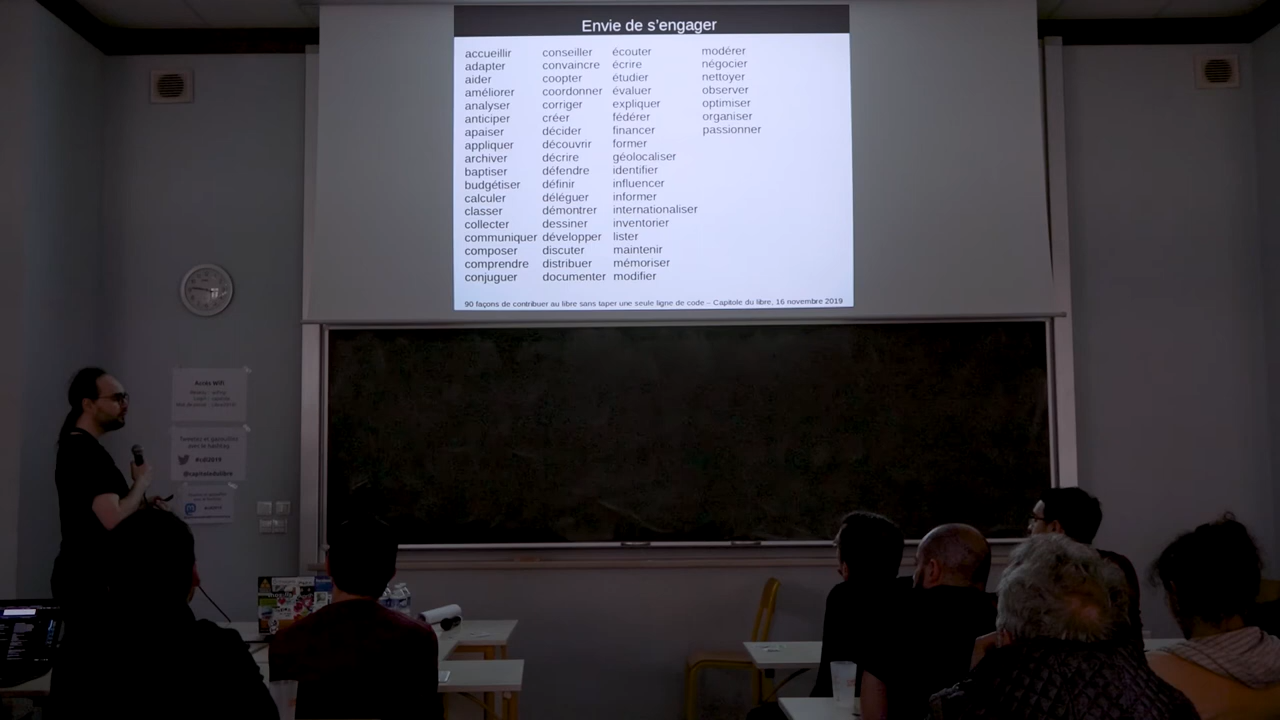 Envie de s'engager
accueillir
adapter
aider
améliorer
analyser
anticiper
apaiser
appliquer
archiver
baptiser
budgétiser
calculer
classer
collecter
communiquer
composer
comprendre
conjuguer
conseiller
convaincre
coopter
coordonner
corriger
créer
décider
découvrir
décrire
défendre
définir
déléguer
démontrer
dessiner
développer
discuter
distribuer
documenter
écouter
écrire
étudier
évaluer
expliquer
fédérer
financer
former
géolocaliser
identifier
influencer
informer
internationaliser
inventorier
lister
maintenir
mémoriser
modifier
modérer
négocier
nettoyer
observer
optimiser
organiser
passionner
90 façons de contribuer au libre sans taper une seule ligne de code – Capitole du libre, 16 novembre 2019
Accès Wifi
#cdl2019
@capitoledulibre